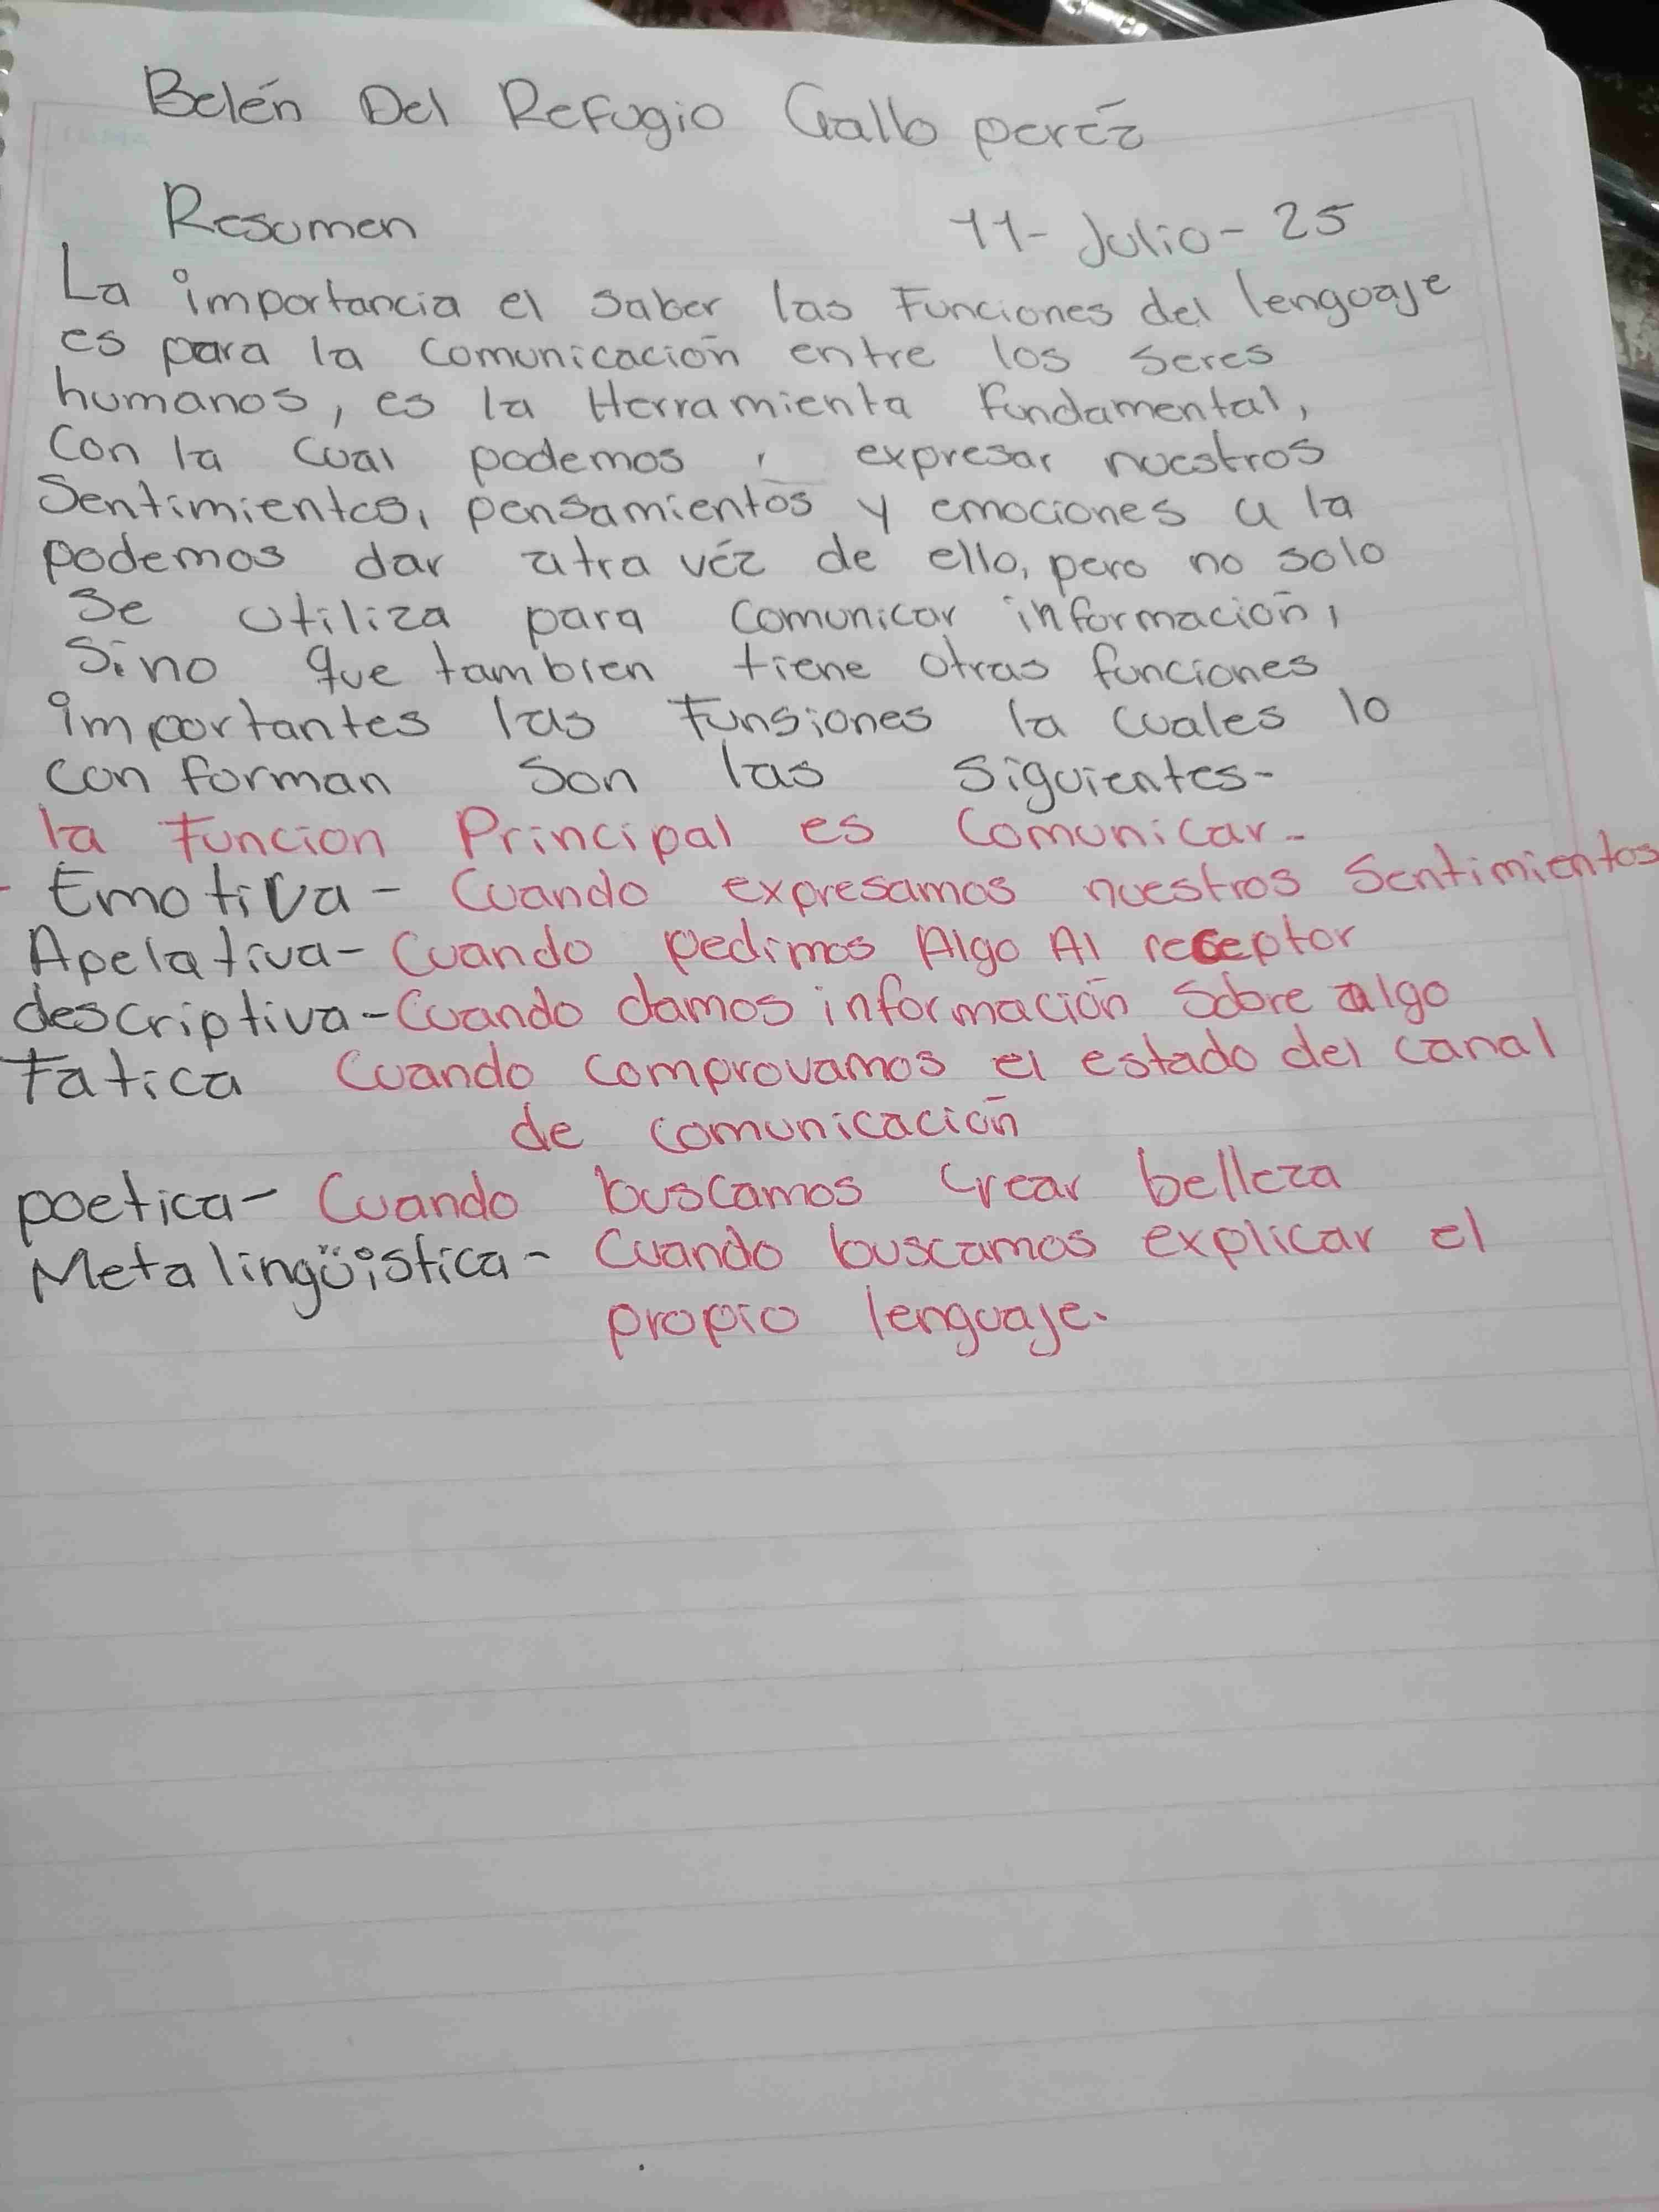 Belén Del Refugio Gallo peréz
Resumen 11-Julio-25
La importancia el saber las Funciones del lenguaje
es para la comunicación entre los seres
humanos, es la Herramienta fundamental,
Con la cual podemos, expresar nuestros
Sentimientos, pensamientos y emociones a la
podemos dar atra véz de ello, pero no solo
Se utiliza para comunicar información,
Sino que tambien tiene otras funciones
importantes las Funsiones la cuales lo
con forman son las siguientes-
la Funcion Principal es Comunicar-
- Emotiva - Cuando expresamos nuestros Sentimientos
Apelativa- Cuando pedimos Algo Al receptor
descriptiva- Cuando damos información Sobre algo
Fatica Cuando comprovamos el estado del canal
de comunicación
poetica- Cuando buscamos crear belleza
Meta lingüistica- Cuando buscamos explicar el
propio lenguaje.